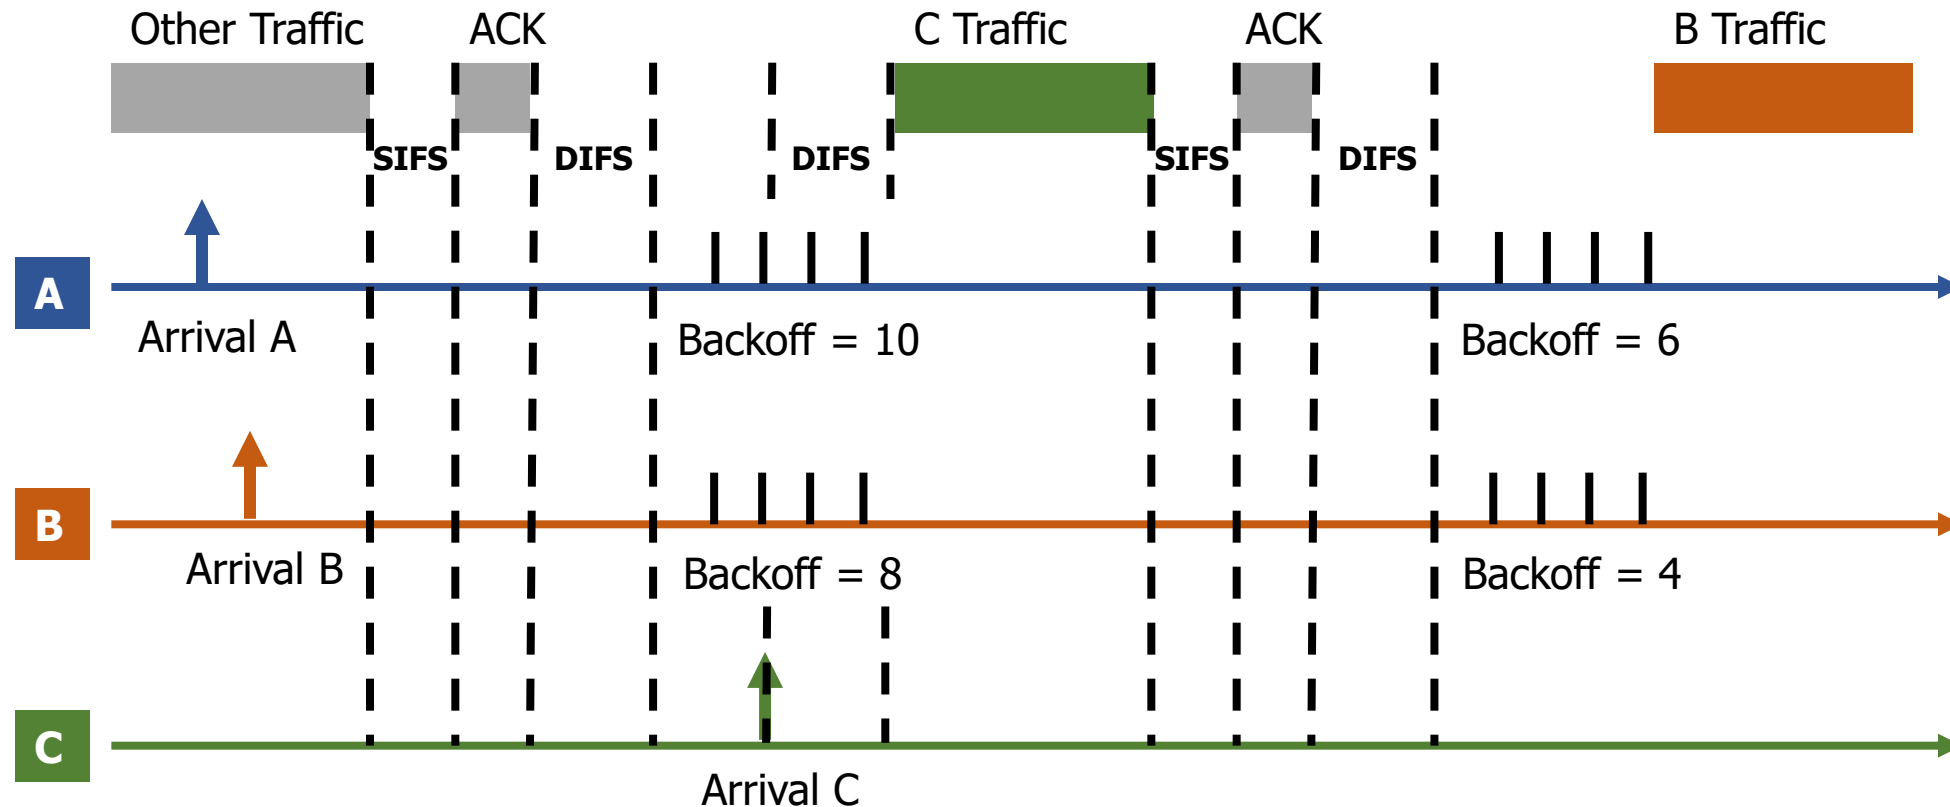 Other Traffic
ACK
C Traffic
ACK
B Traffic
SIFS
DIFS
DIFS
SIFS
DIFS
A
Arrival A
Backoff = 10
Backoff = 6
B
Arrival B
Backoff = 8
Backoff = 4
C
Arrival C